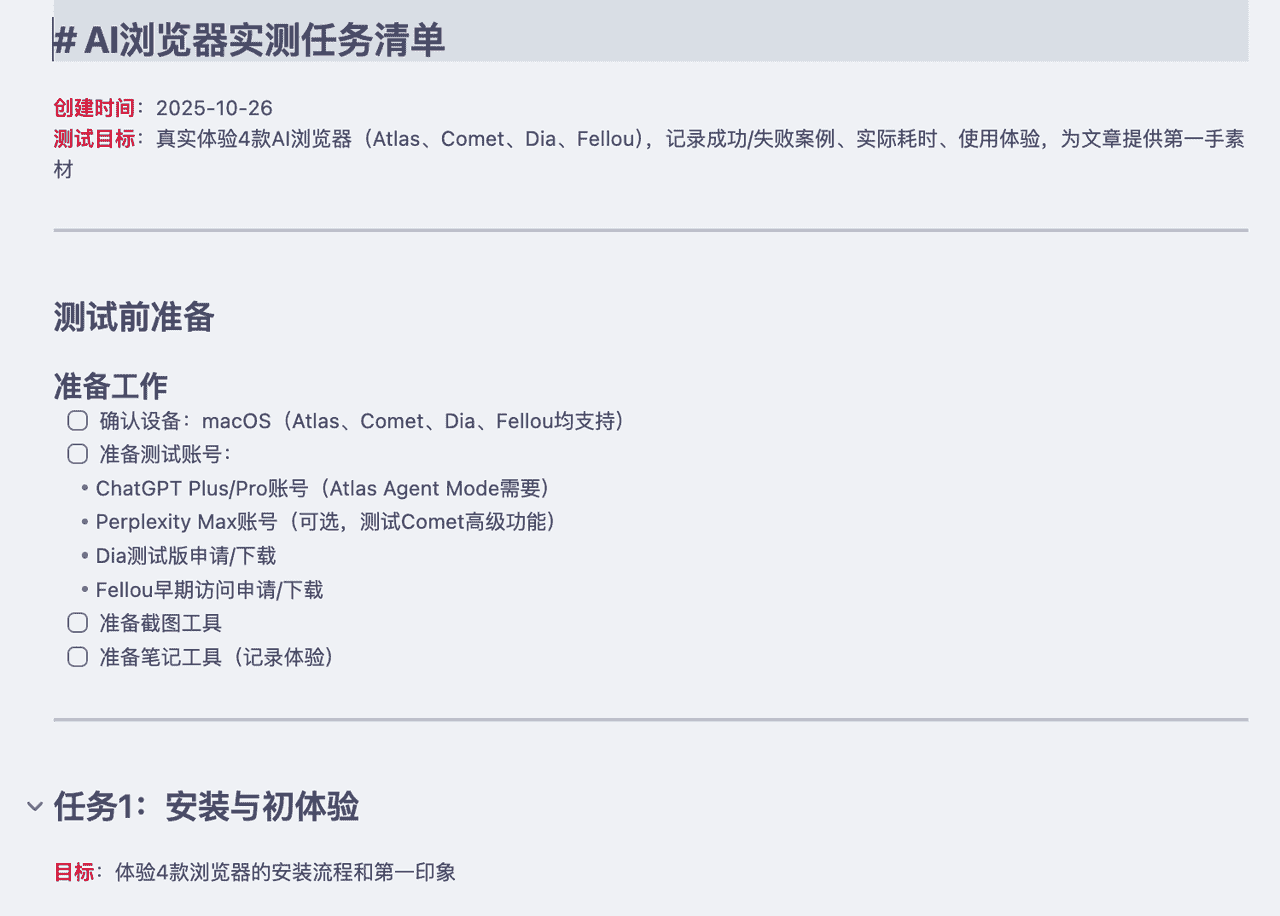 # AI浏览器实测任务清单
创建时间：2025-10-26
测试目标：真实体验4款AI浏览器（Atlas、Comet、Dia、Fellou），记录成功/失败案例、实际耗时、使用体验，为文章提供第一手素
材
测试前准备
准备工作
确认设备：macOS（Atlas、Comet、Dia、Fellou均支持）
准备测试账号：
• ChatGPT Plus/Pro账号（Atlas Agent Mode需要）
• Perplexity Max账号（可选，测试Comet高级功能）
• Dia测试版申请/下载
• Fellou早期访问申请/下载
准备截图工具
准备笔记工具（记录体验）
任务1：安装与初体验
目标：体验4款浏览器的安装流程和第一印象